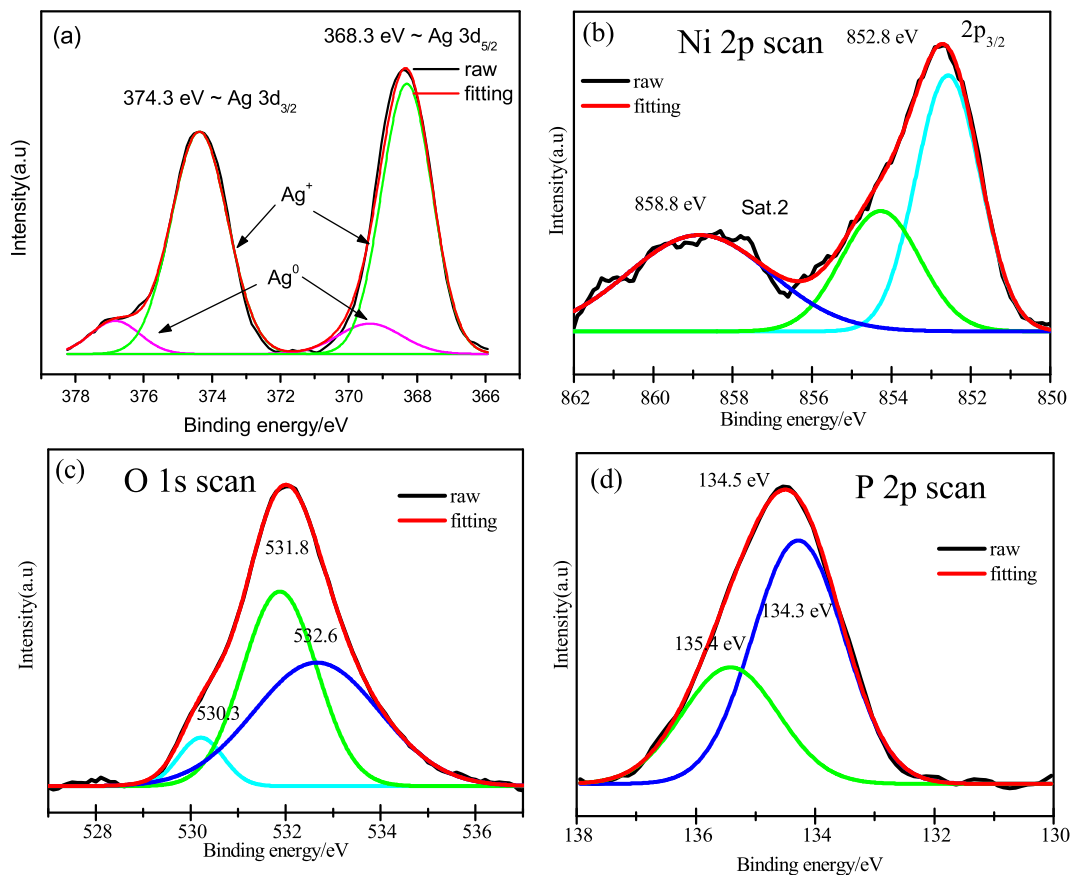 (a)
368.3 eV ~ Ag 3d5/2
raw
fitting
374.3 eV ~ Ag 3d3/2
Ag+
Ag0
Intensity(a.u)
378 376 374 372 370 368 366
Binding energy/eV
(b)
Ni 2p scan
852.8 eV
2p3/2
raw
fitting
858.8 eV
Sat.2
Intensity(a.u)
862 860 858 856 854 852 850
Binding energy/eV
(c)
O 1s scan
raw
fitting
531.8
532.6
530.3
Intensity(a.u)
528 530 532 534 536
Binding energy/eV
(d)
134.5 eV
P 2p scan
raw
fitting
134.3 eV
135.4 eV
Intensity(a.u)
138 136 134 132 130
Binding energy/eV